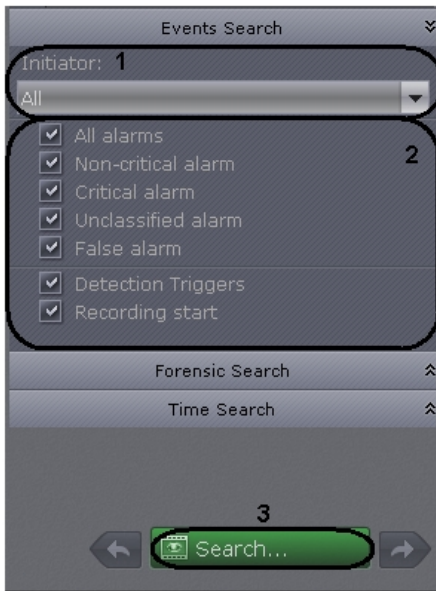 Events Search
Initiator: 1
All
All alarms 2
Non-critical alarm
Critical alarm
Unclassified alarm
False alarm
Detection Triggers
Recording start
Forensic Search
Time Search
3
Search...